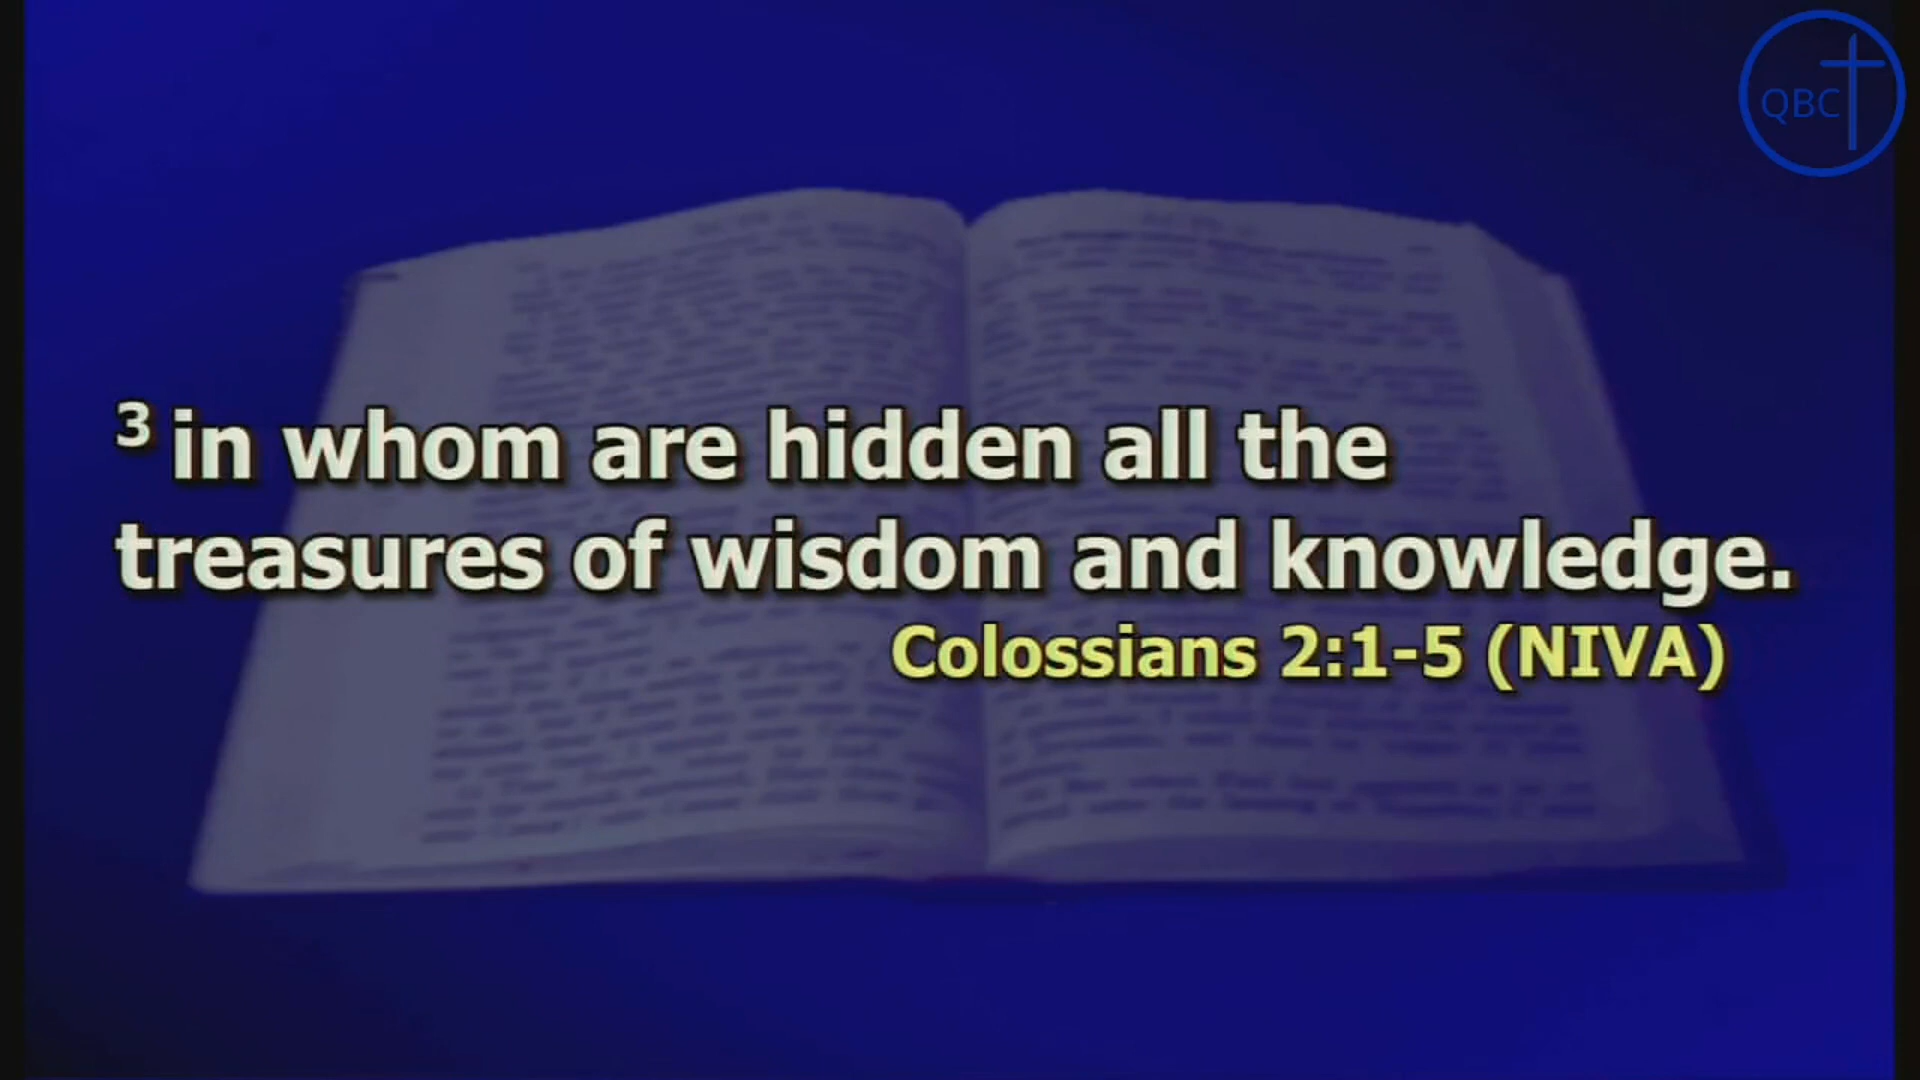 QBC
3 in whom are hidden all the
treasures of wisdom and knowledge.
Colossians 2:1-5 (NIVA)